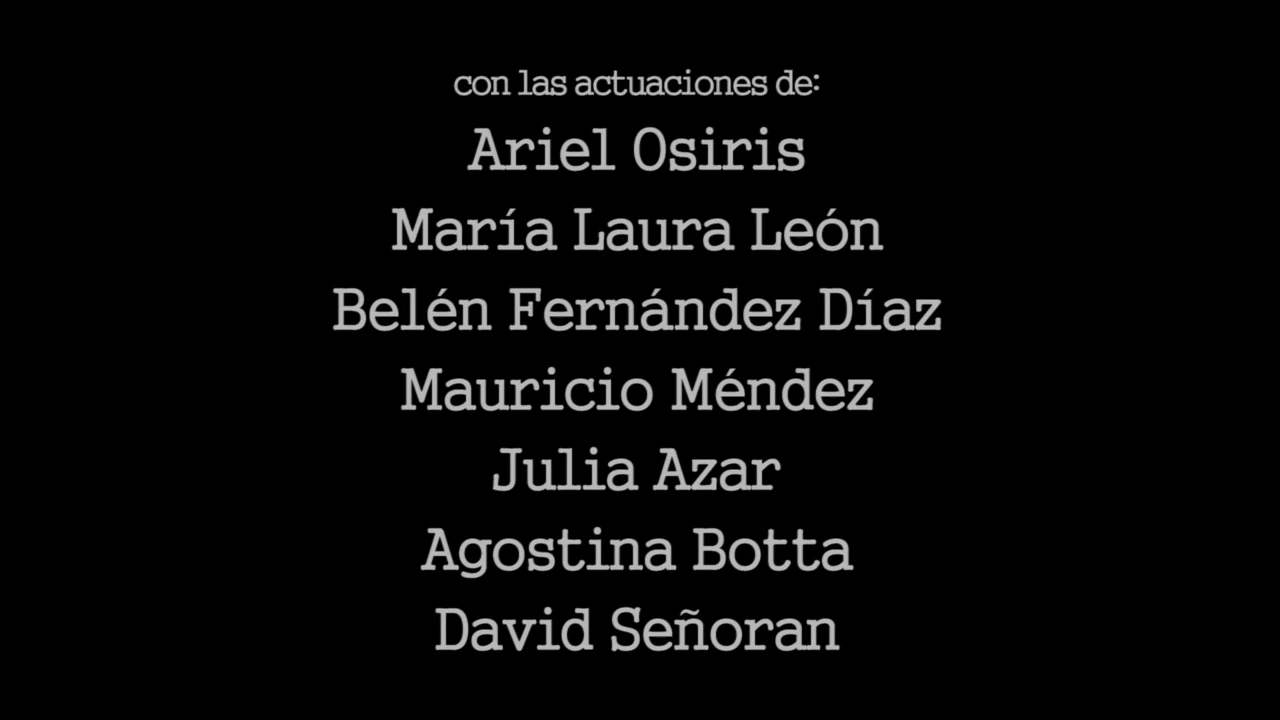 con las actuaciones de:
Ariel Osiris
María Laura León
Belén Fernández Díaz
Mauricio Méndez
Julia Azar
Agostina Botta
David Señoran